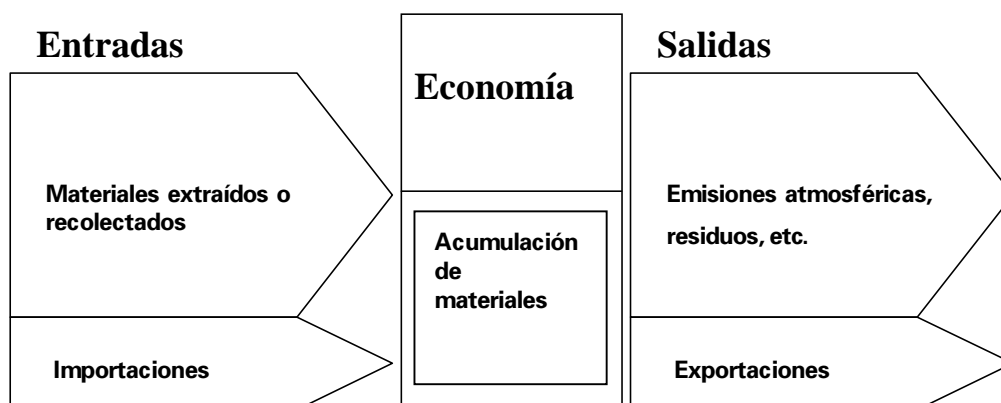 Entradas
Materiales extraídos o
recolectados
Importaciones
Economía
Acumulación
de
materiales
Salidas
Emisiones atmosféricas,
residuos, etc.
Exportaciones